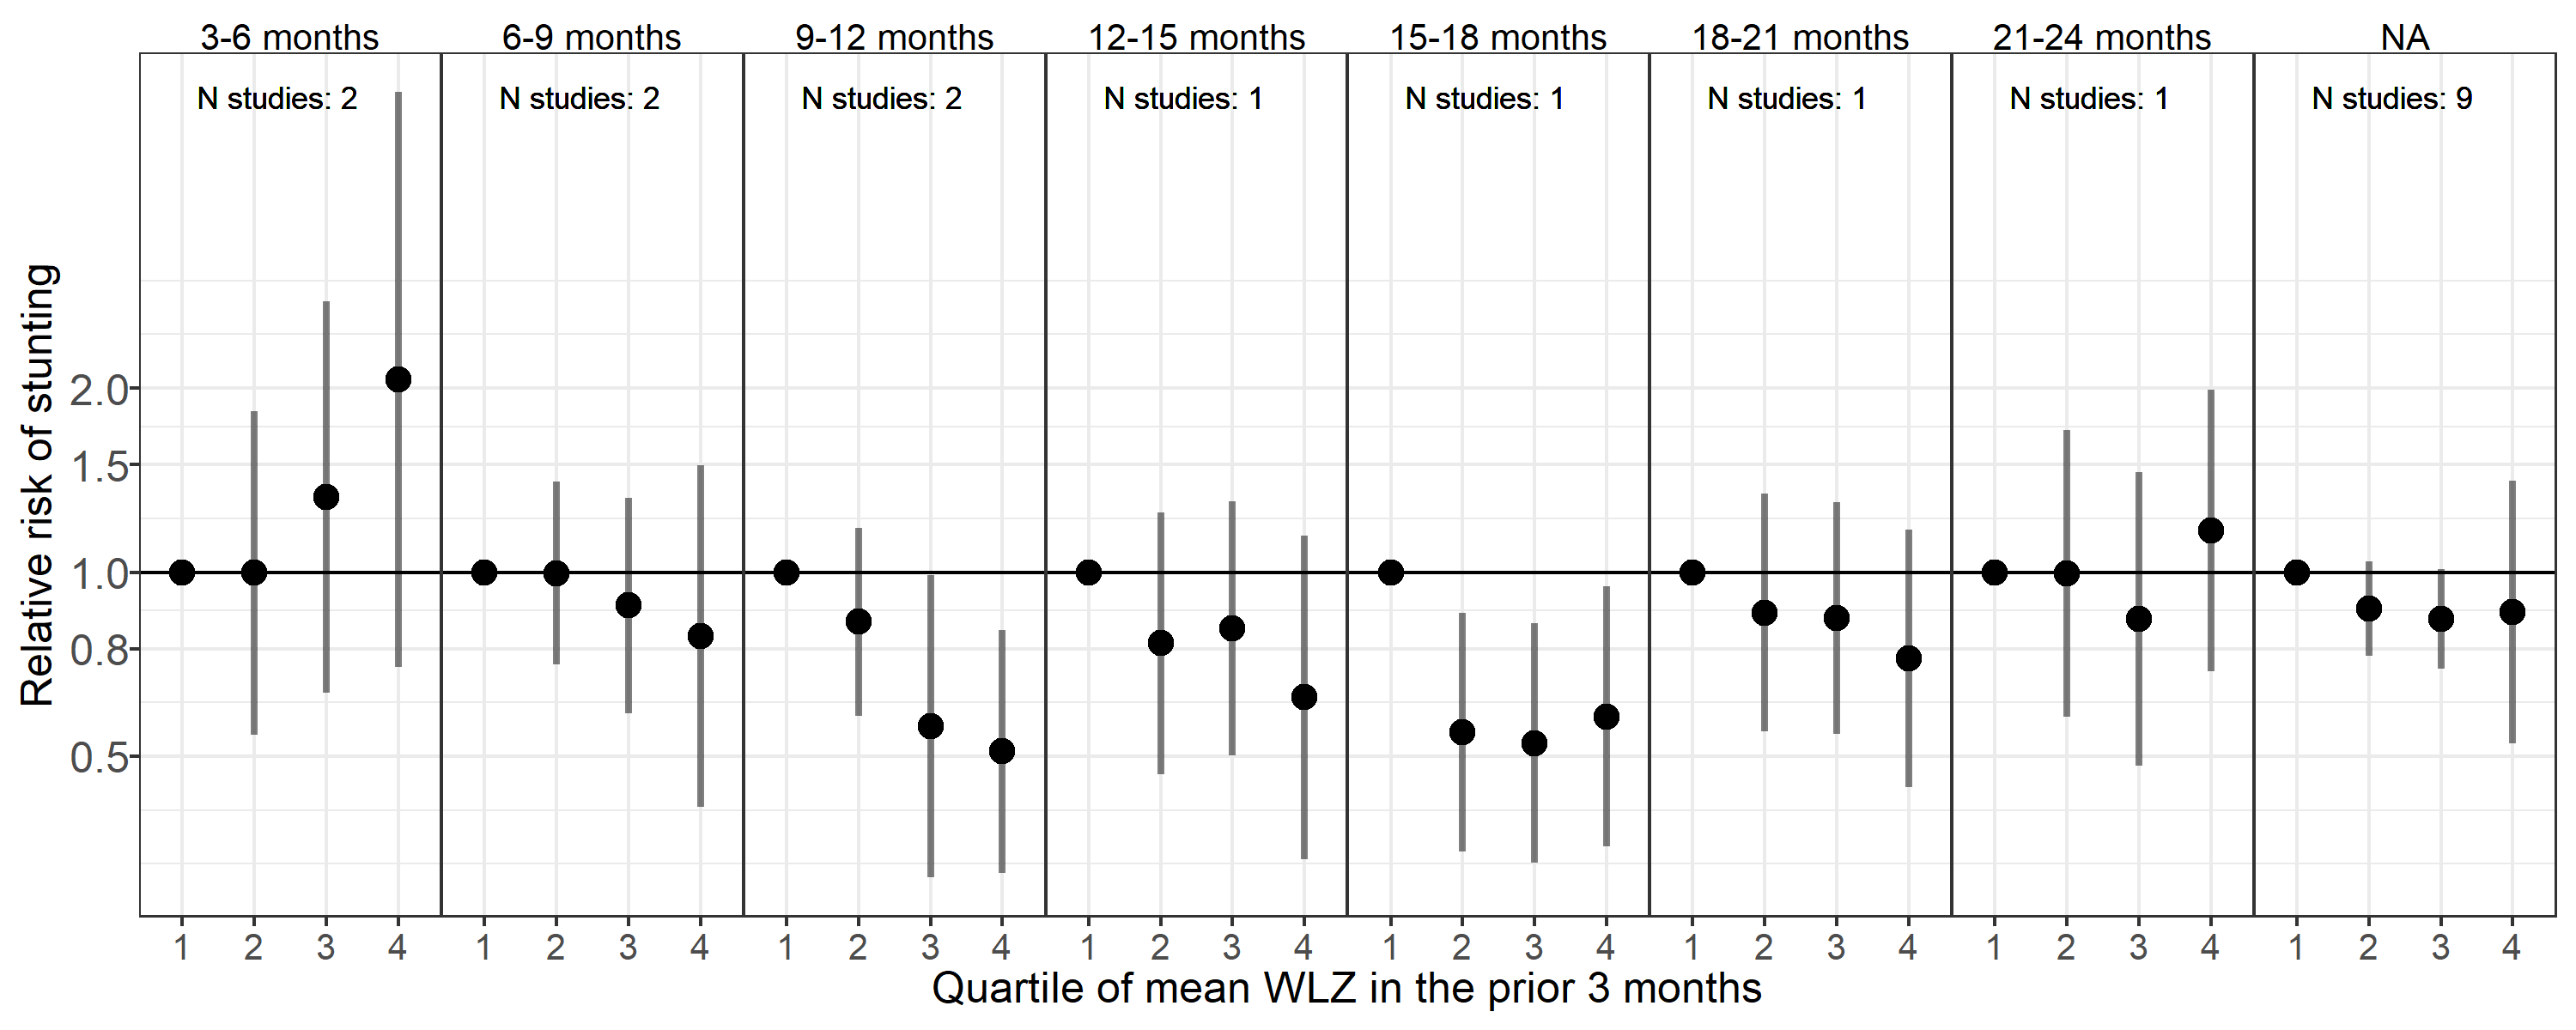 3-6 months 6-9 months 9-12 months 12-15 months 15-18 months 18-21 months 21-24 months NA
N studies: 2 N studies: 2 N studies: 2 N studies: 1 N studies: 1 N studies: 1 N studies: 1 N studies: 9
Relative risk of stunting
2.0
1.5
1.0
0.8
0.5
1 2 3 4 1 2 3 4 1 2 3 4 1 2 3 4 1 2 3 4 1 2 3 4 1 2 3 4 1 2 3 4
Quartile of mean WLZ in the prior 3 months